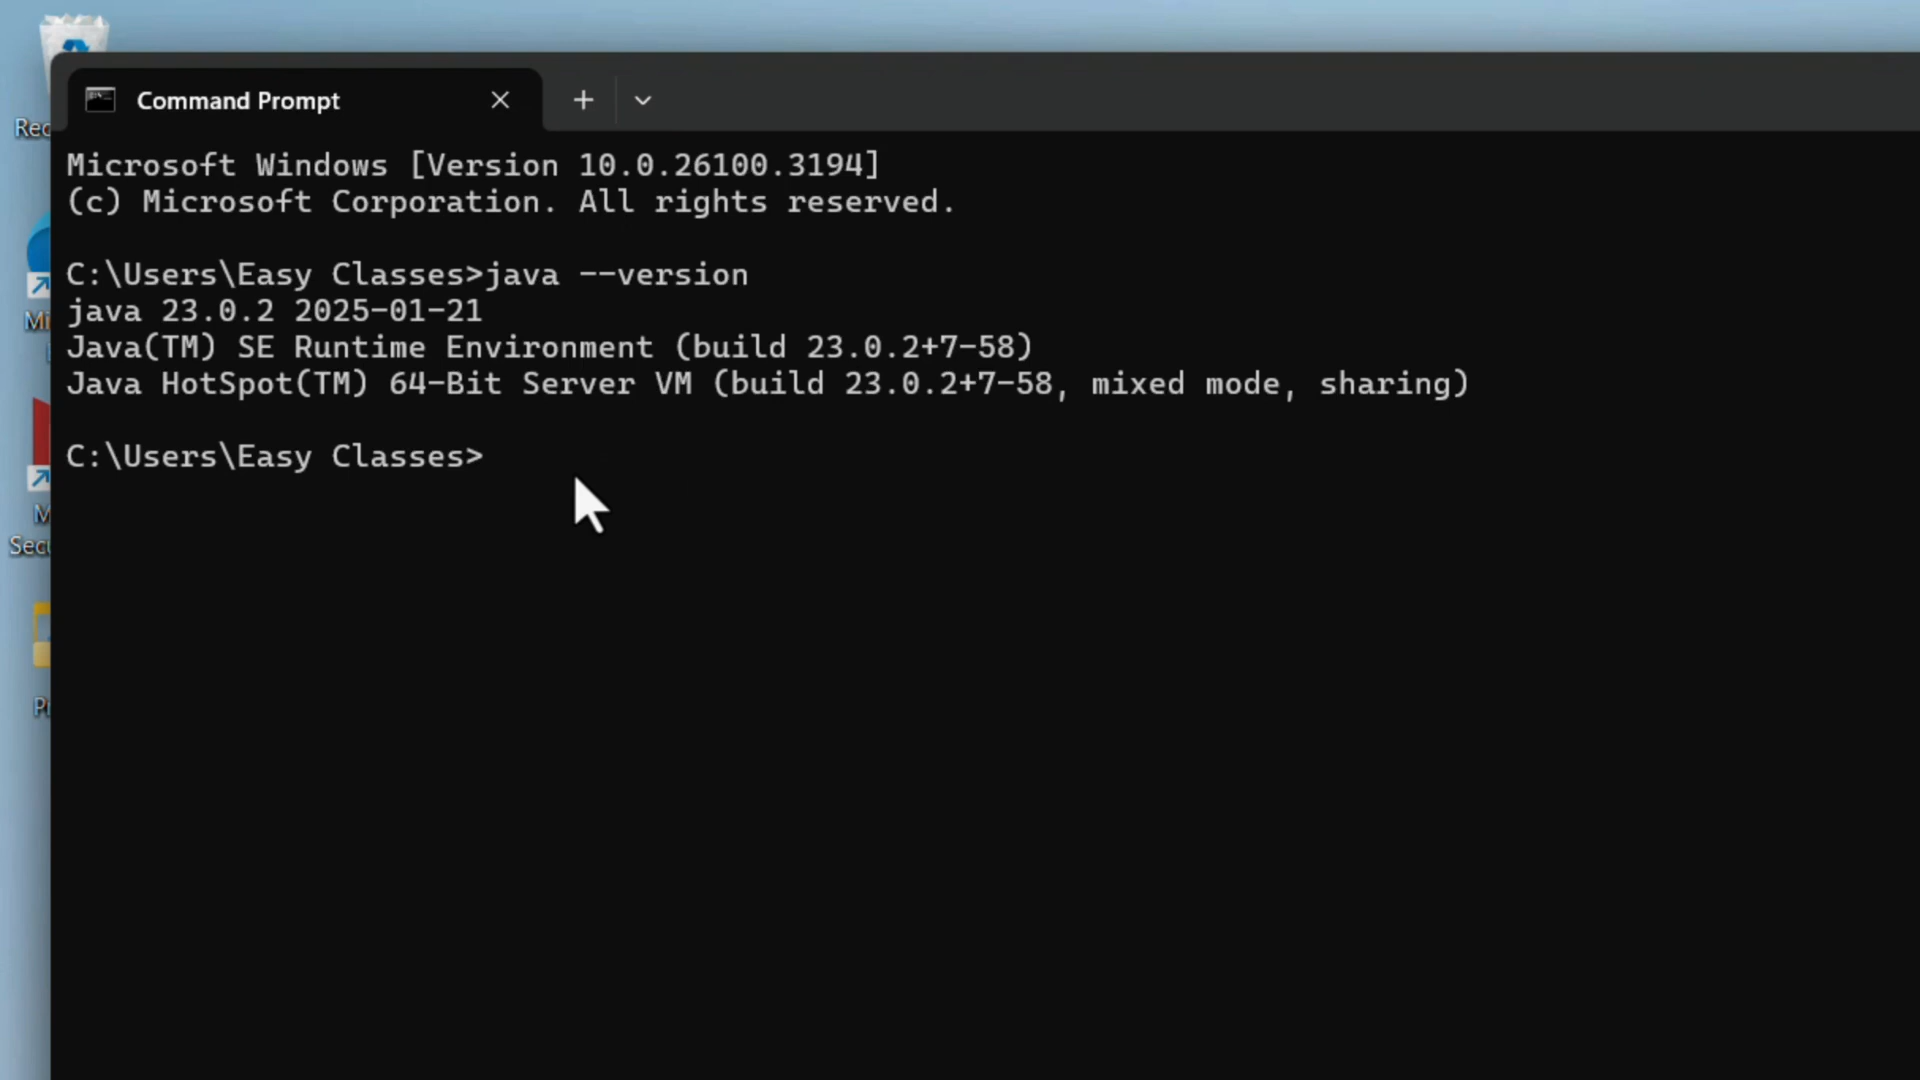 Command Prompt
Microsoft Windows [Version 10.0.26100.3194]
(c) Microsoft Corporation. All rights reserved.
C:\Users\Easy Classes>java --version
java 23.0.2 2025-01-21
Java(TM) SE Runtime Environment (build 23.0.2+7-58)
Java HotSpot(TM) 64-Bit Server VM (build 23.0.2+7-58, mixed mode, sharing)
C:\Users\Easy Classes>